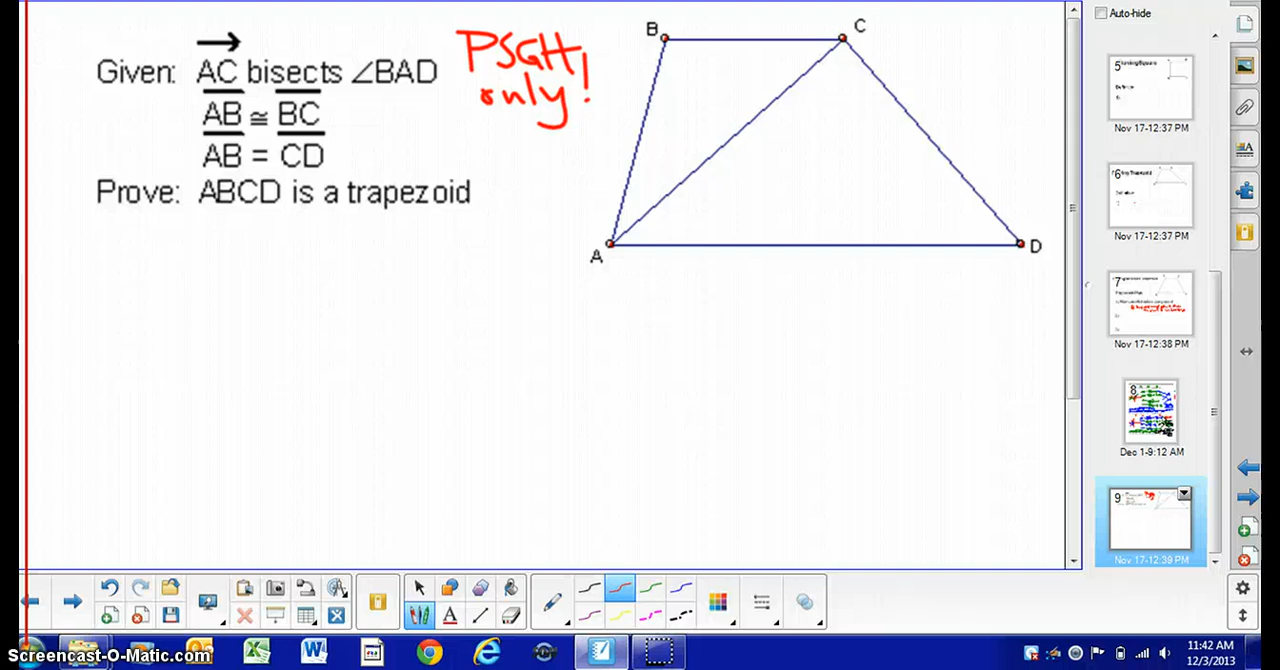 Given: AC bisects ∠BAD
AB ≅ BC
AB = CD
Prove: ABCD is a trapezoid
PSGH
only!
B
C
A
D
Auto-hide
5
Nov 17-12:37 PM
6
Nov 17-12:37 PM
7
Nov 17-12:38 PM
8
Dec 1-9:12 AM
9
Nov 17-12:39 PM
Screencast-O-Matic.com
11:42 AM
12/3/2013